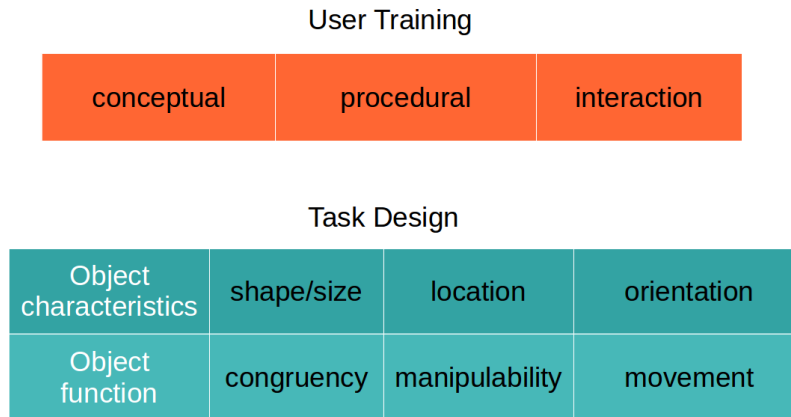 User Training
conceptual procedural interaction
Task Design
Object
characteristics shape/size location orientation
Object
function congruency manipulability movement